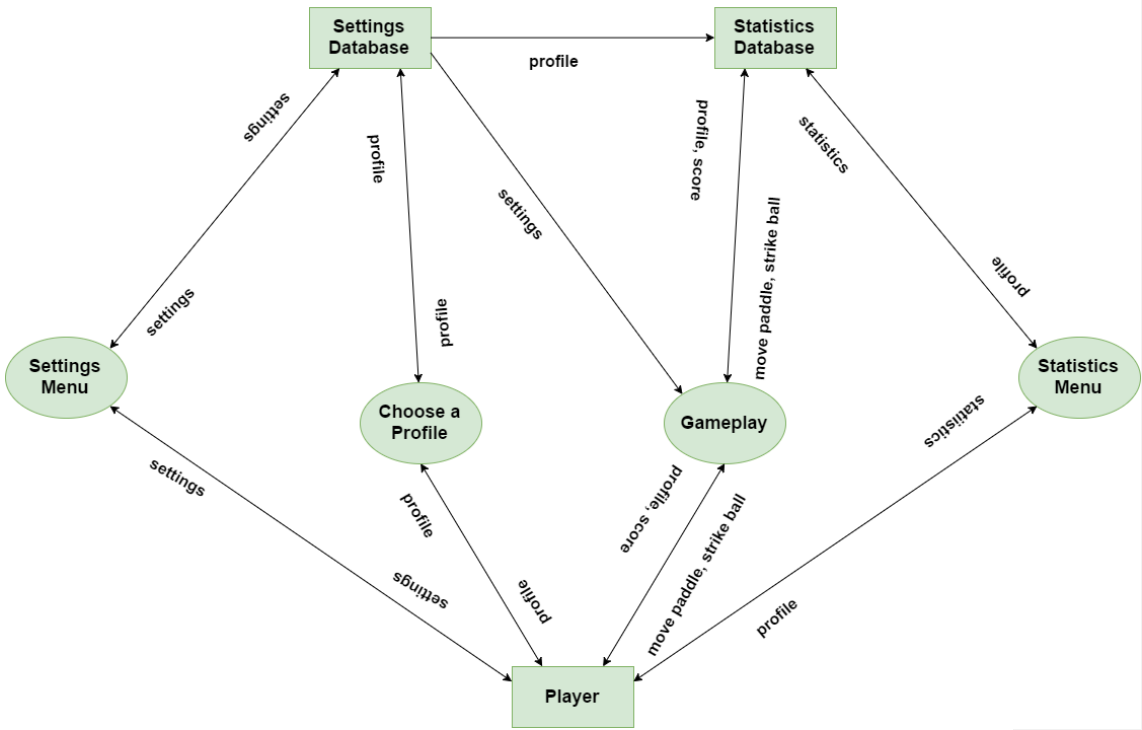 Settings
Database
Statistics
Database
profile
settings
profile
profile, score
statistics
settings
move paddle, strike ball
profile
settings
profile
Settings
Menu
Choose a
Profile
Gameplay
Statistics
Menu
settings
profile
profile, score
statistics
settings
profile
move paddle, strike ball
profile
Player